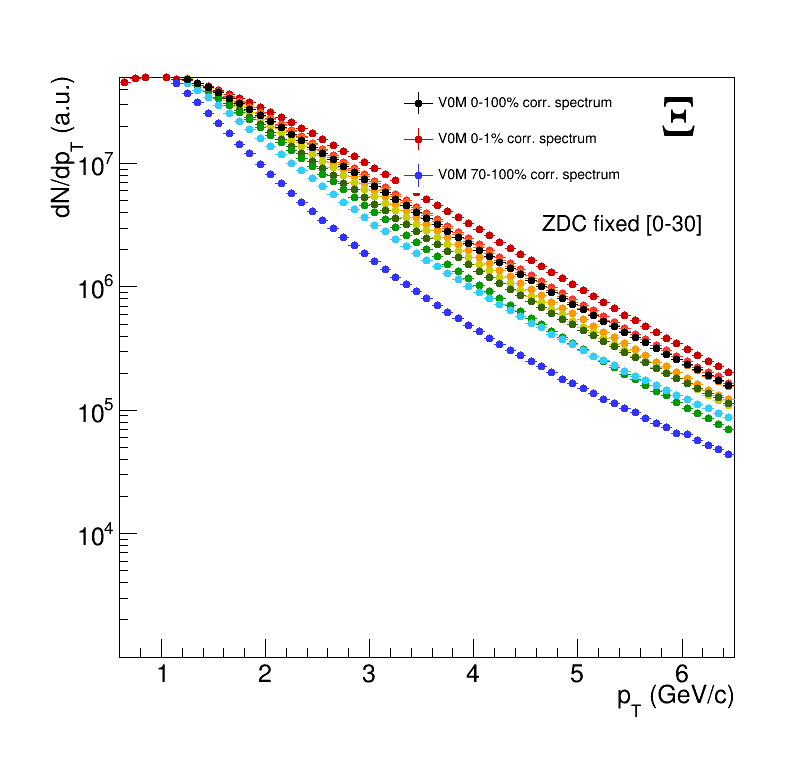 dN/dp_T (a.u.)
V0M 0-100% corr. spectrum
Ξ
V0M 0-1% corr. spectrum
V0M 70-100% corr. spectrum
ZDC fixed [0-30]
10^7
10^6
10^5
10^4
1 2 3 4 5 6
p_T (GeV/c)